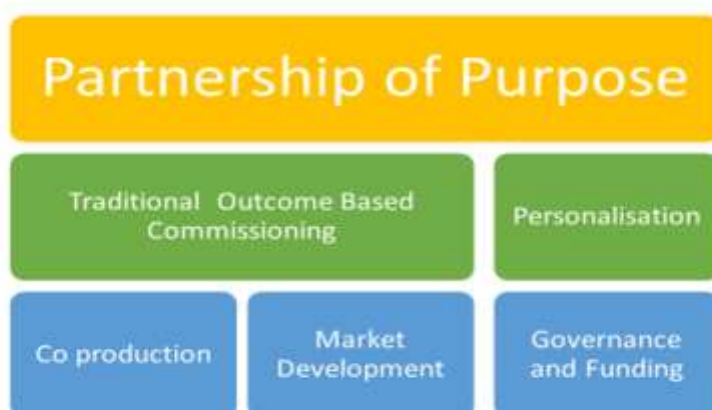 Partnership of Purpose
Traditional Outcome Based
Commissioning
Personalisation
Co production
Market
Development
Governance
and Funding